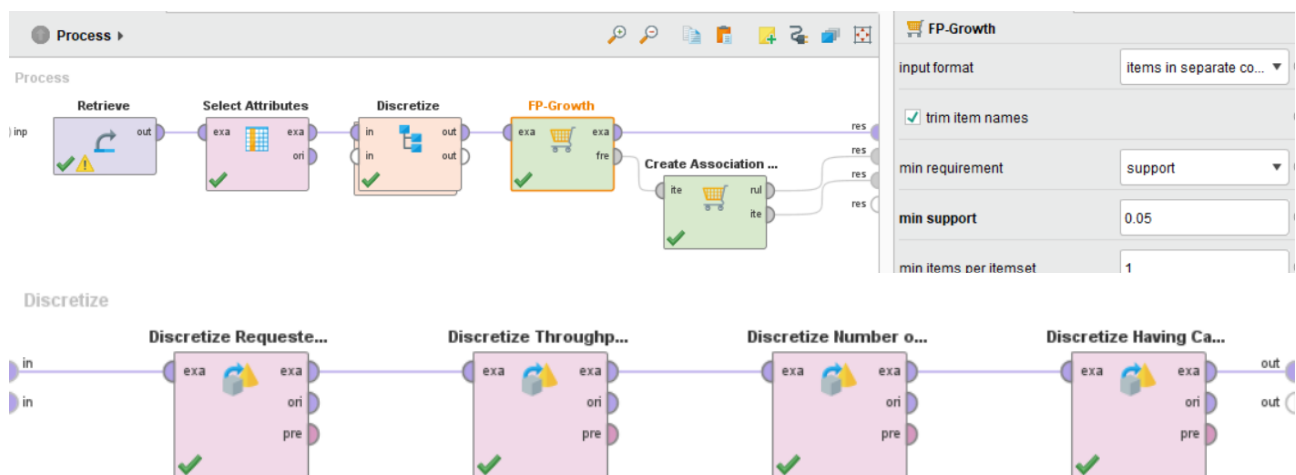 Process
FP-Growth
input format
items in separate co...
trim item names
min requirement
support
min support
0.05
min items per itemset
1
Process
Retrieve
Select Attributes
Discretize
FP-Growth
inp
out
exa
exa
ori
in
out
in
out
exa
exa
fre
res
res
res
res
Create Association ...
ite
rul
ite
Discretize
Discretize Requeste...
Discretize Throughp...
Discretize Number o...
Discretize Having Ca...
in
in
exa
exa
ori
pre
exa
exa
ori
pre
exa
exa
ori
pre
exa
exa
ori
pre
out
out